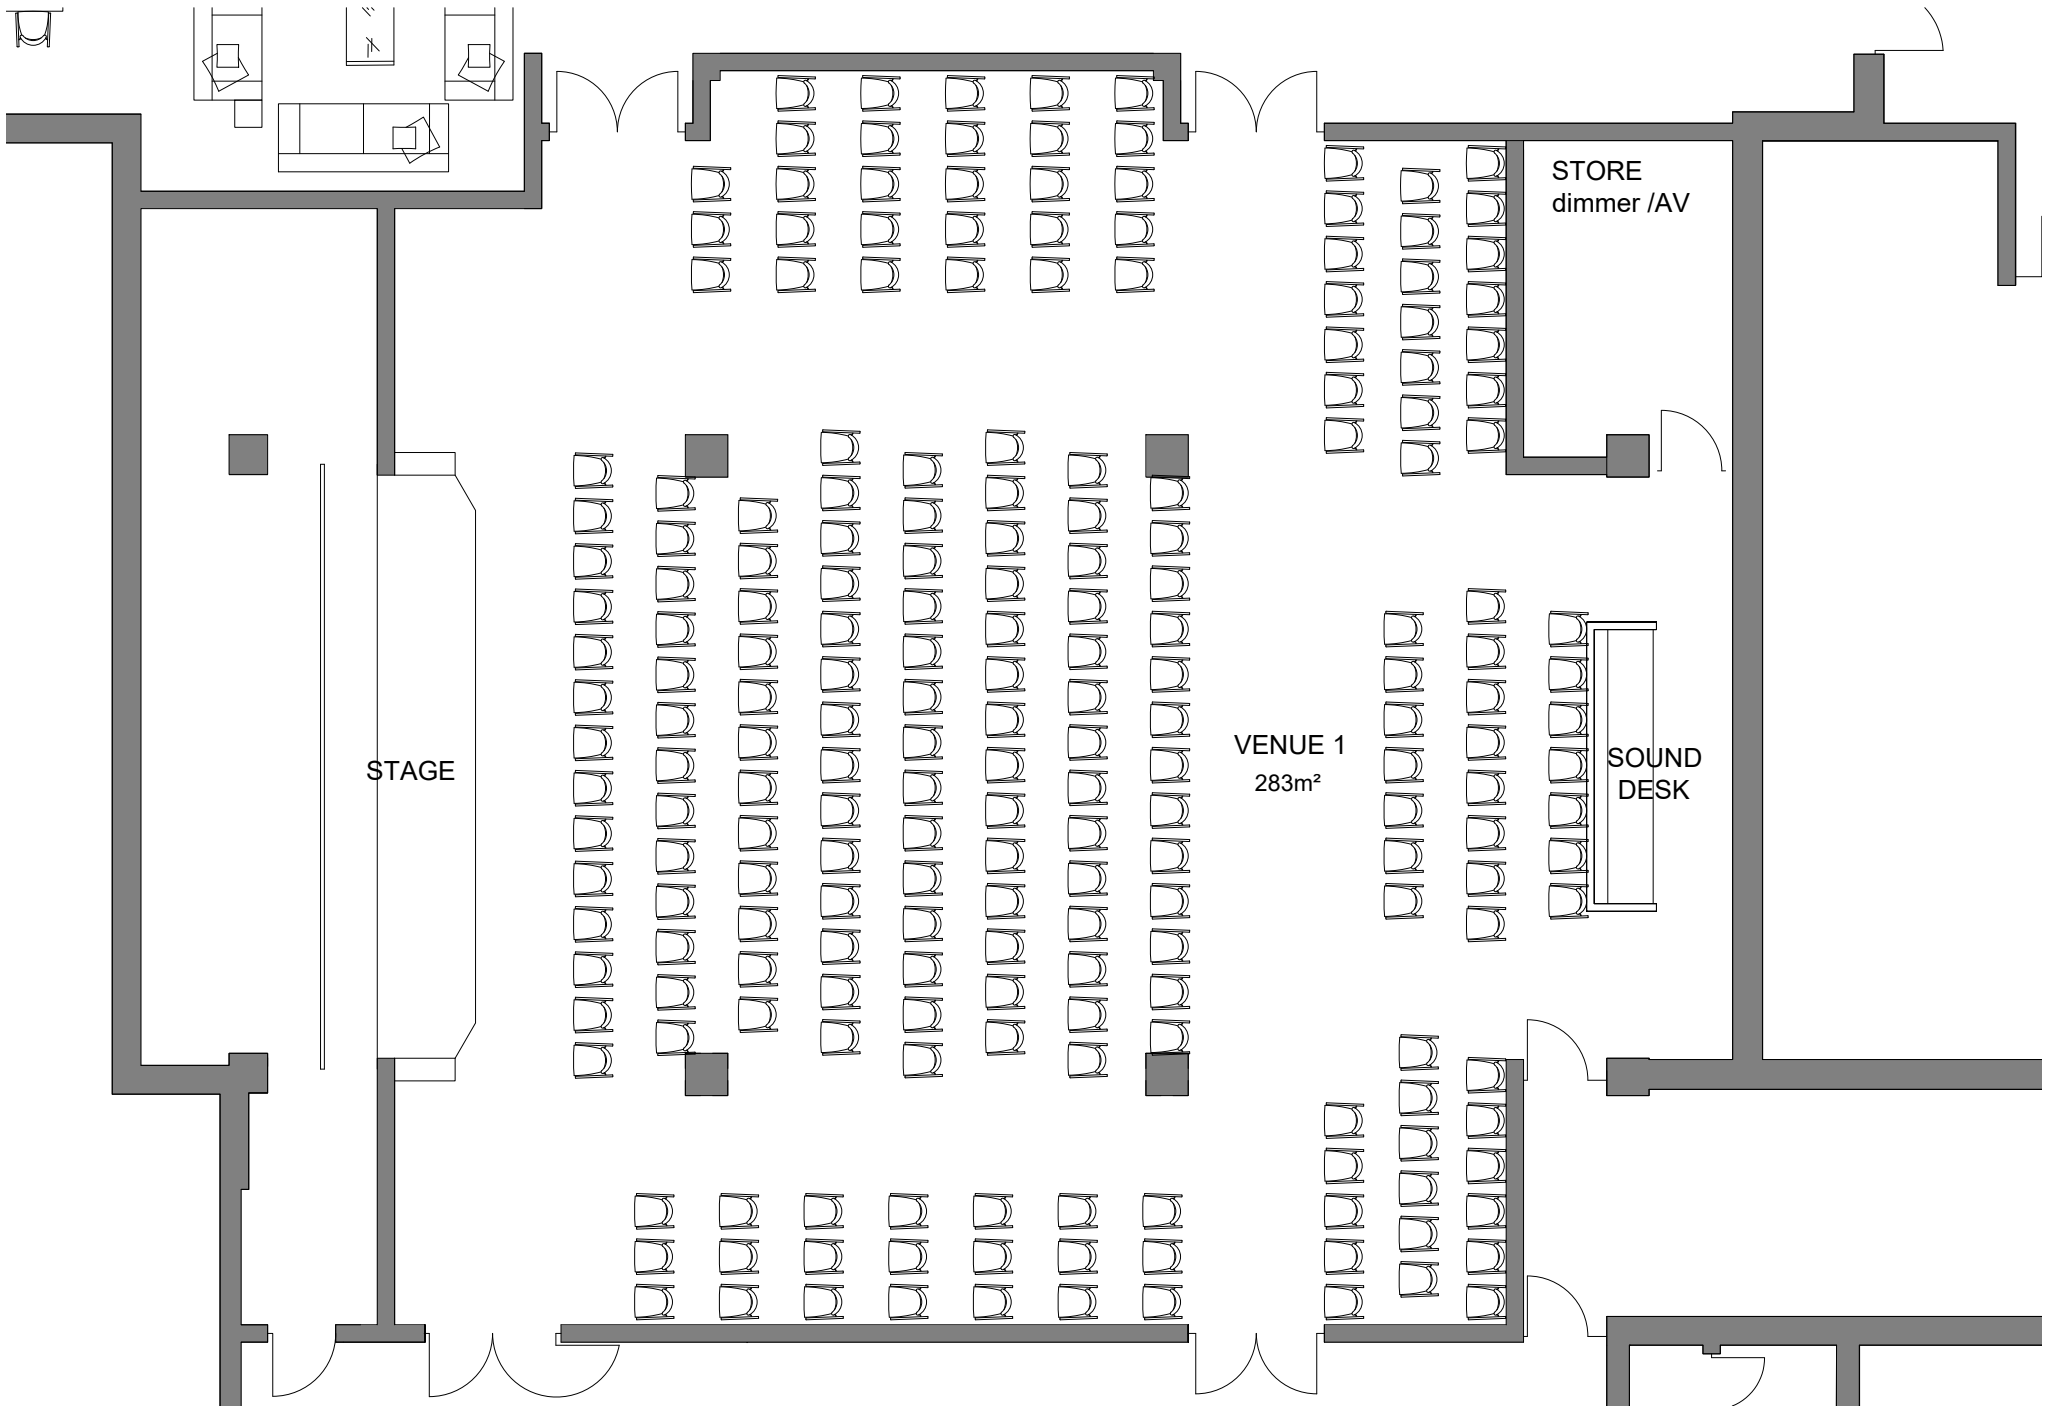 STORE
dimmer /AV
STAGE
VENUE 1
283m²
SOUND
DESK